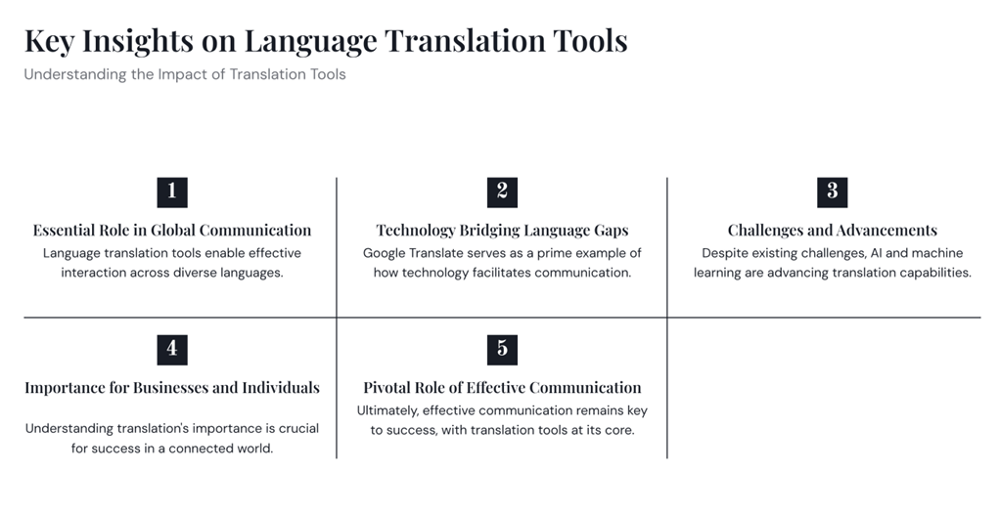 Key Insights on Language Translation Tools
Understanding the Impact of Translation Tools
1
Essential Role in Global Communication
Language translation tools enable effective
interaction across diverse languages.
2
Technology Bridging Language Gaps
Google Translate serves as a prime example of
how technology facilitates communication.
3
Challenges and Advancements
Despite existing challenges, AI and machine
learning are advancing translation capabilities.
4
Importance for Businesses and Individuals
Understanding translation's importance is crucial
for success in a connected world.
5
Pivotal Role of Effective Communication
Ultimately, effective communication remains key
to success, with translation tools at its core.